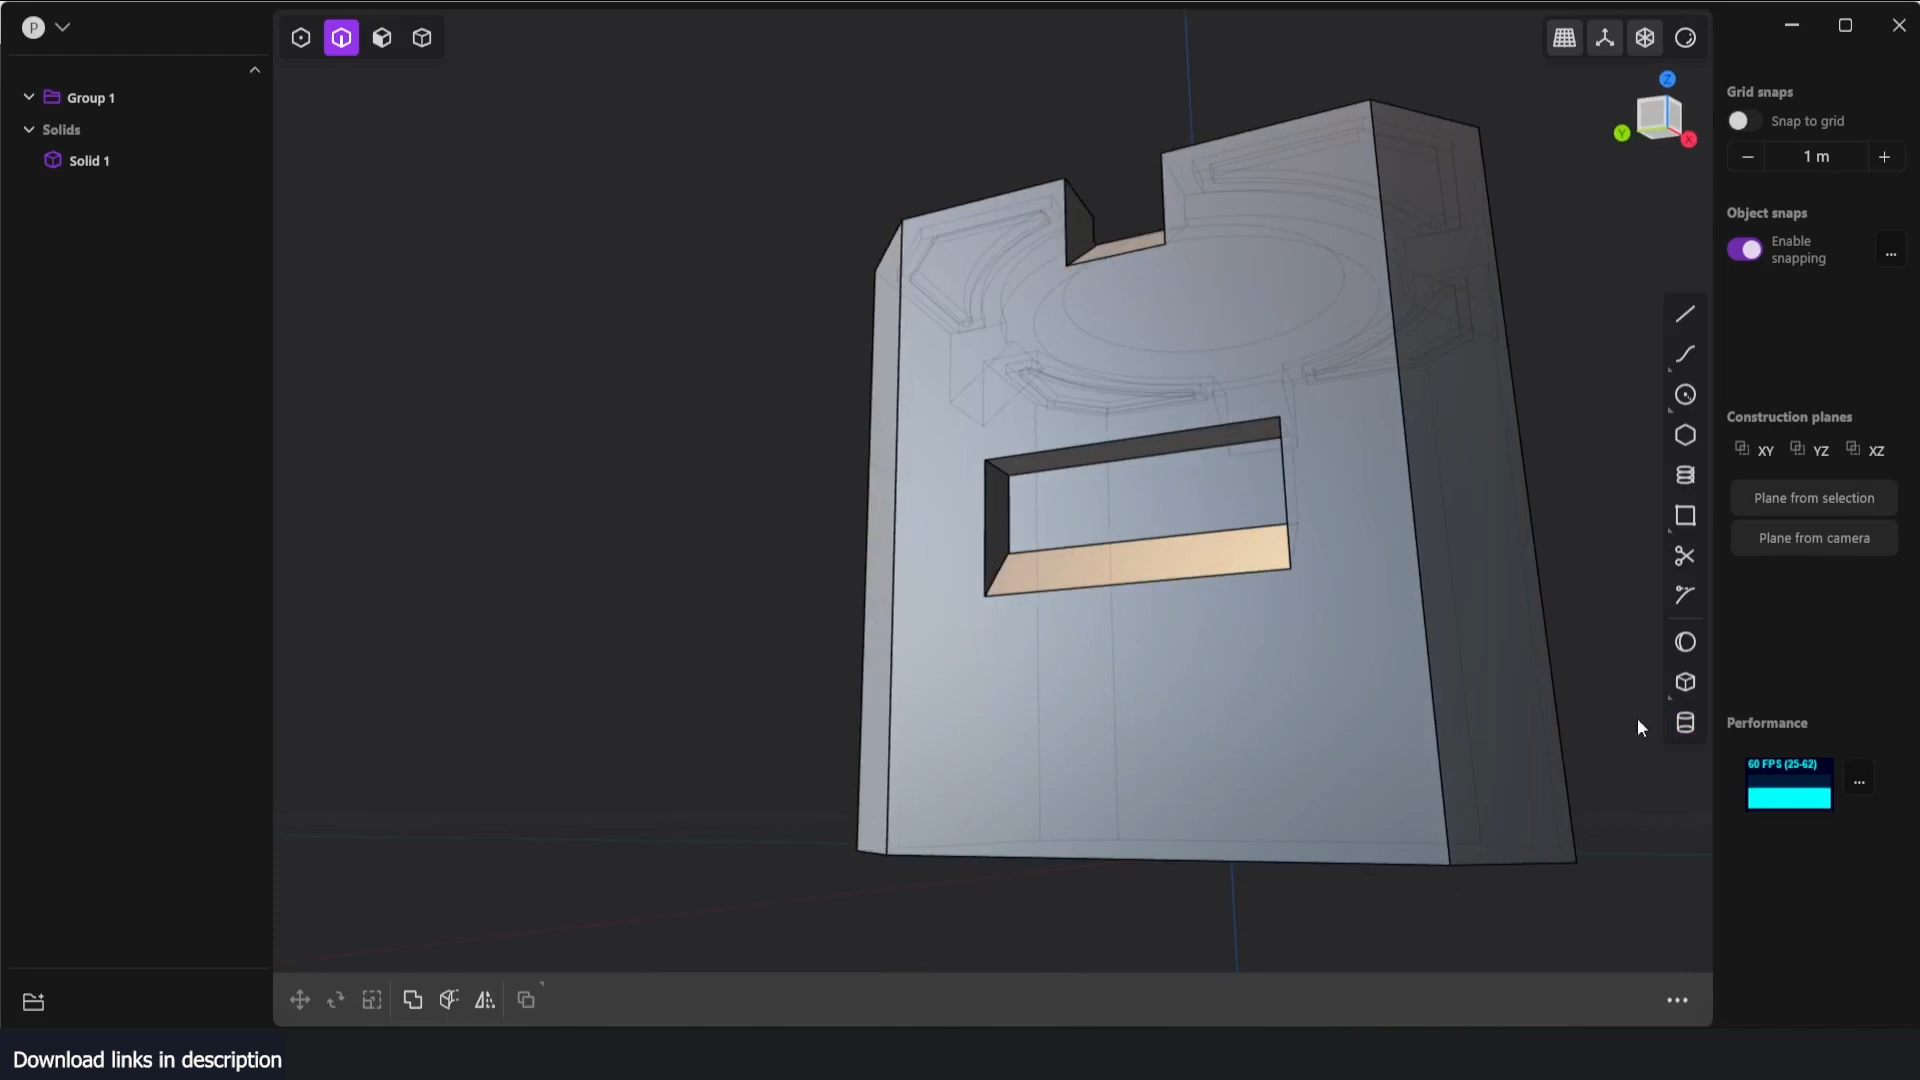 P
Group 1
Solids
Solid 1
Z
Y
X
Grid snaps
Snap to grid
1 m
Object snaps
Enable
snapping
...
Construction planes
XY YZ XZ
Plane from selection
Plane from camera
Performance
60 FPS (25-62)
...
Download links in description